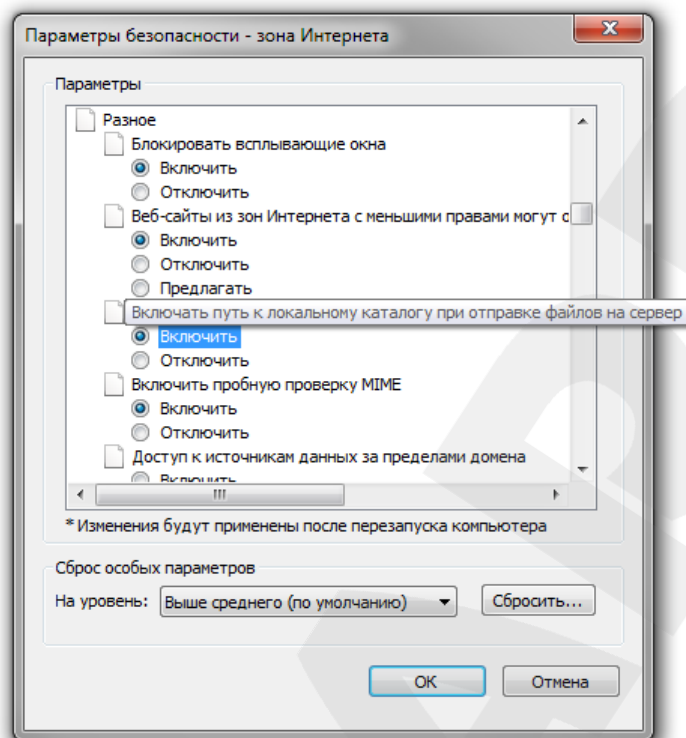 Параметры безопасности - зона Интернета
Параметры
Разное
Блокировать всплывающие окна
Включить
Отключить
Веб-сайты из зон Интернета с меньшими правами могут
Включить
Отключить
Предлагать
Включать путь к локальному каталогу при отправке файлов на сервер
Включить
Отключить
Включить пробную проверку MIME
Включить
Отключить
Доступ к источникам данных за пределами домена
Включить
* Изменения будут применены после перезапуска компьютера
Сброс особых параметров
На уровень: Выше среднего (по умолчанию) Сбросить...
ОК Отмена